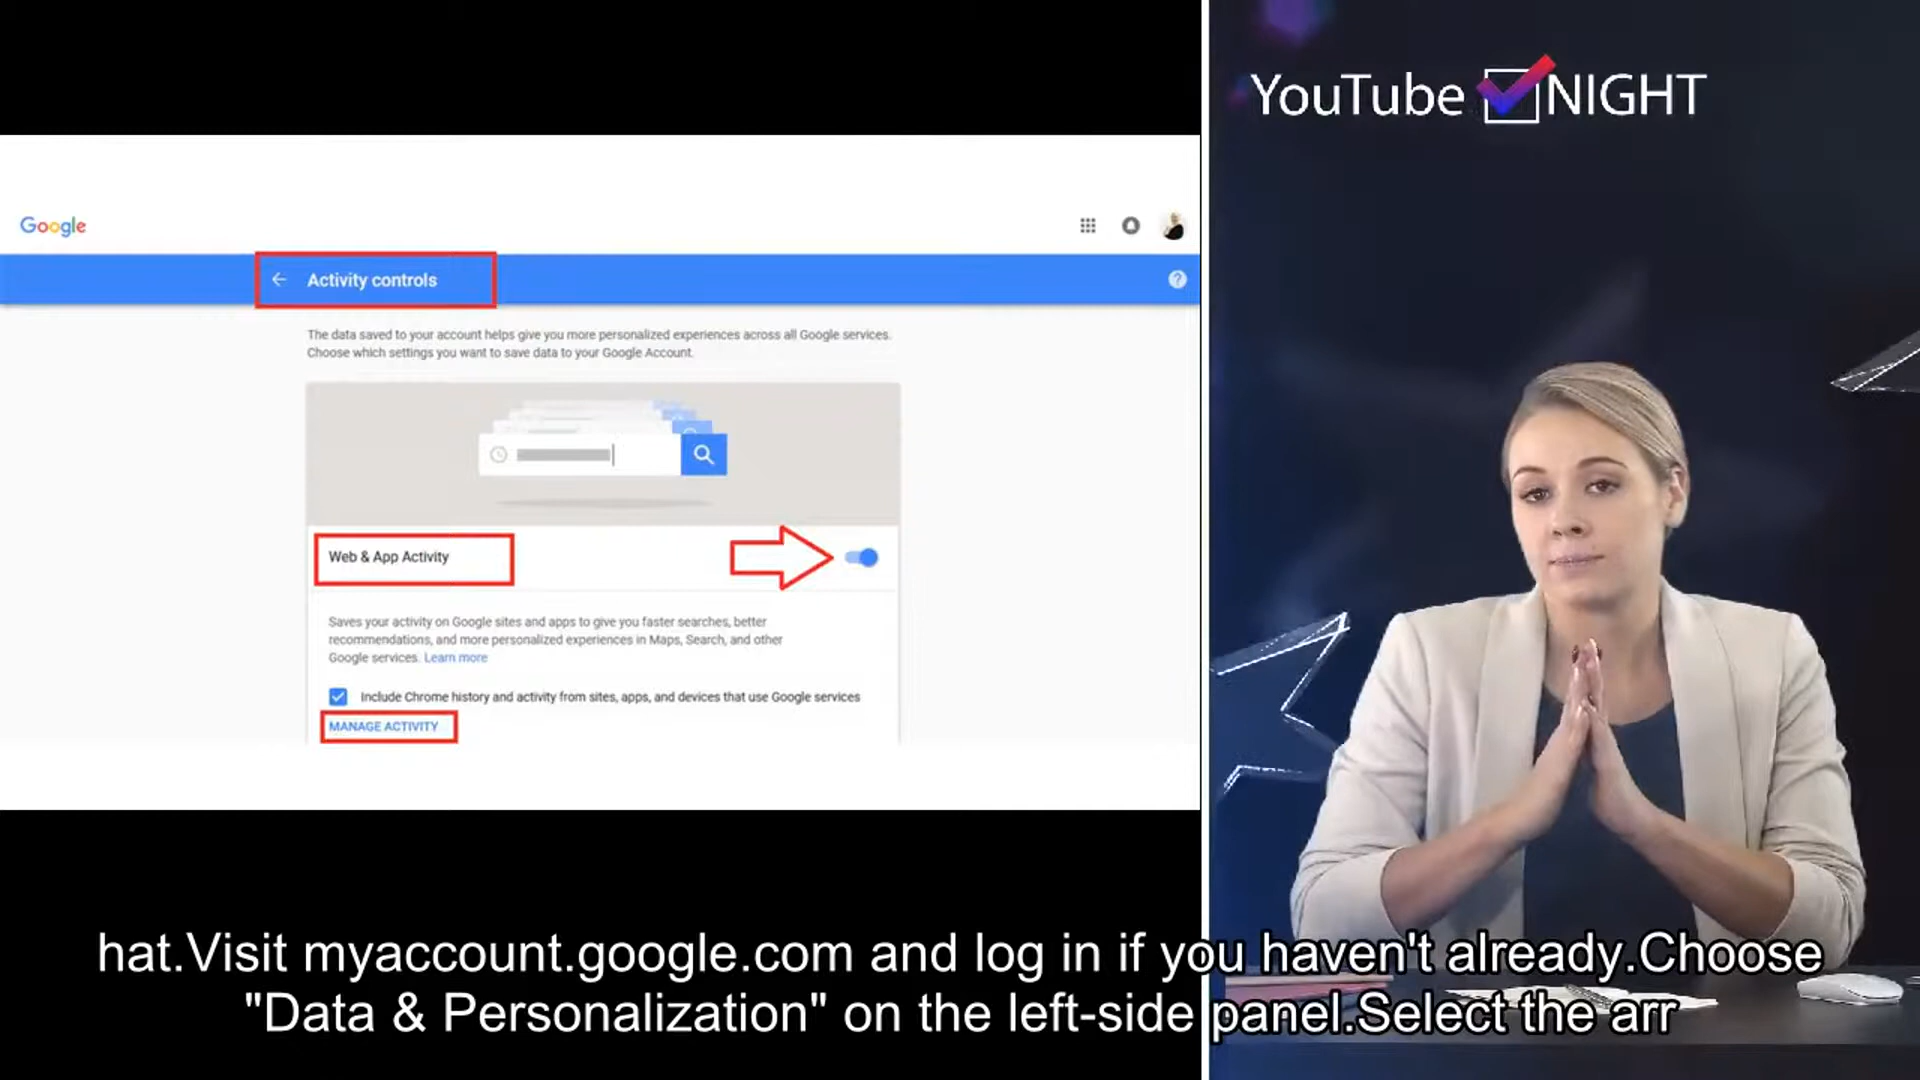 YouTube NIGHT
Google
Activity controls
The data saved to your account helps give you more personalized experiences across all Google services.
Choose which settings you want to save data to your Google Account.
Web & App Activity
Saves your activity on Google sites and apps to give you faster searches, better
recommendations, and more personalized experiences in Maps, Search, and other
Google services. Learn more
Include Chrome history and activity from sites, apps, and devices that use Google services
MANAGE ACTIVITY
hat.Visit myaccount.google.com and log in if you haven't already.Choose
"Data & Personalization" on the left-side panel.Select the arr